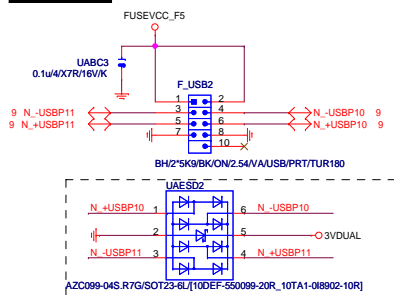 FUSEVCC_F5
UABC3
0.1u/4/X7R/16V/K
F_USB2
1 2
9 N_-USBP11 3 4 N_-USBP10 9
9 N_+USBP11 5 6 N_+USBP10 9
7 8
10
BH/2*5K9/BK/ON/2.54/VA/USB/PRT/TUR180
UAESD2
N_+USBP10 1 6 N_-USBP10
2 5 3VDUAL
N_-USBP11 3 4 N_+USBP11
AZC099-04S.R7G/SOT23-6L/[10DEF-550099-20R_10TA1-0I8902-10R]